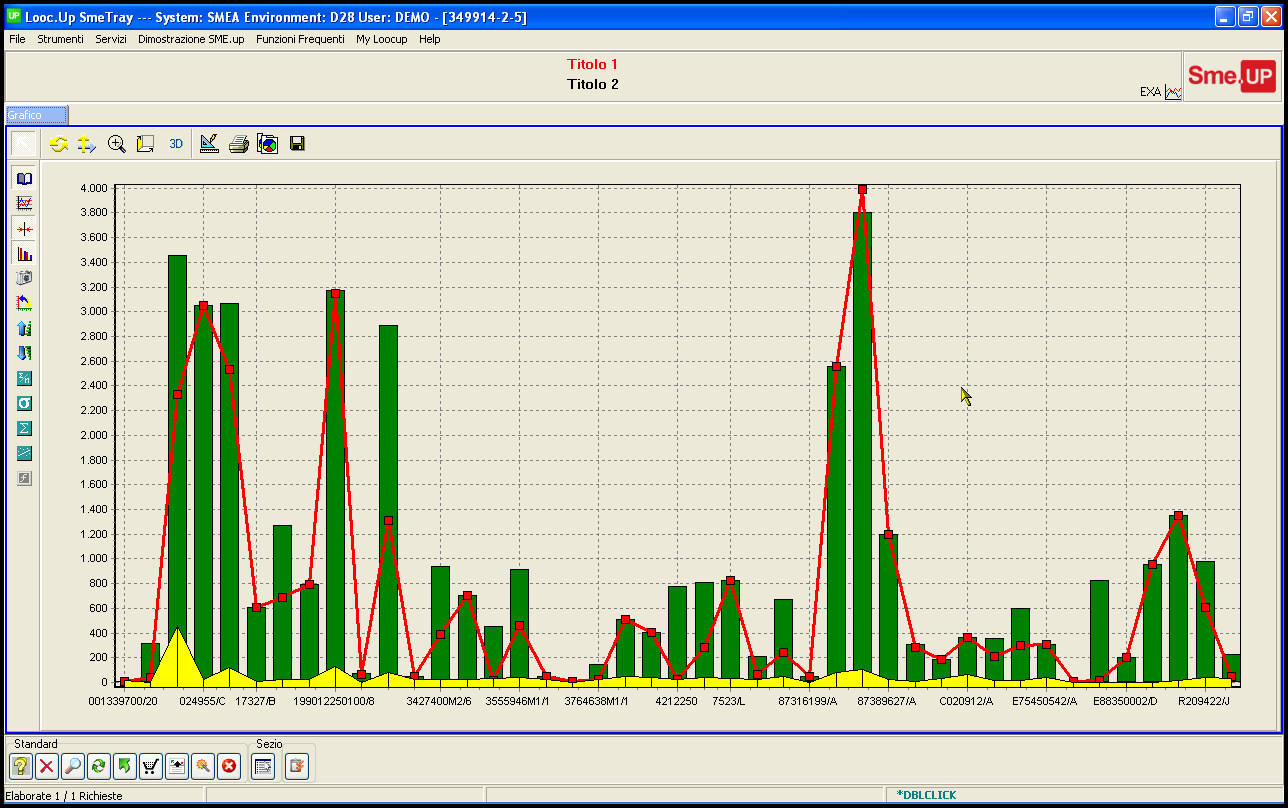 UP Looc.Up SmeTray --- System: SMEA Environment: D28 User: DEMO - [349914-2-5]
File Strumenti Servizi Dimostrazione SME.up Funzioni Frequenti My Loocup Help
Titolo 1
Titolo 2
EXA
Sme.UP
Grafico
3D
4.000
3.800
3.600
3.400
3.200
3.000
2.800
2.600
2.400
2.200
2.000
1.800
1.600
1.400
1.200
1.000
800
600
400
200
0
001339700/20 024955/C 17327/B 199012250100/8 3427400M2/6 3555946M1/1 3764638M1/1 4212250 7523/L 87316199/A 87389627/A C020912/A E75450542/A E88350002/D R209422/J
Standard Sezio
Elaborate 1 / 1 Richieste
*DBLCLICK